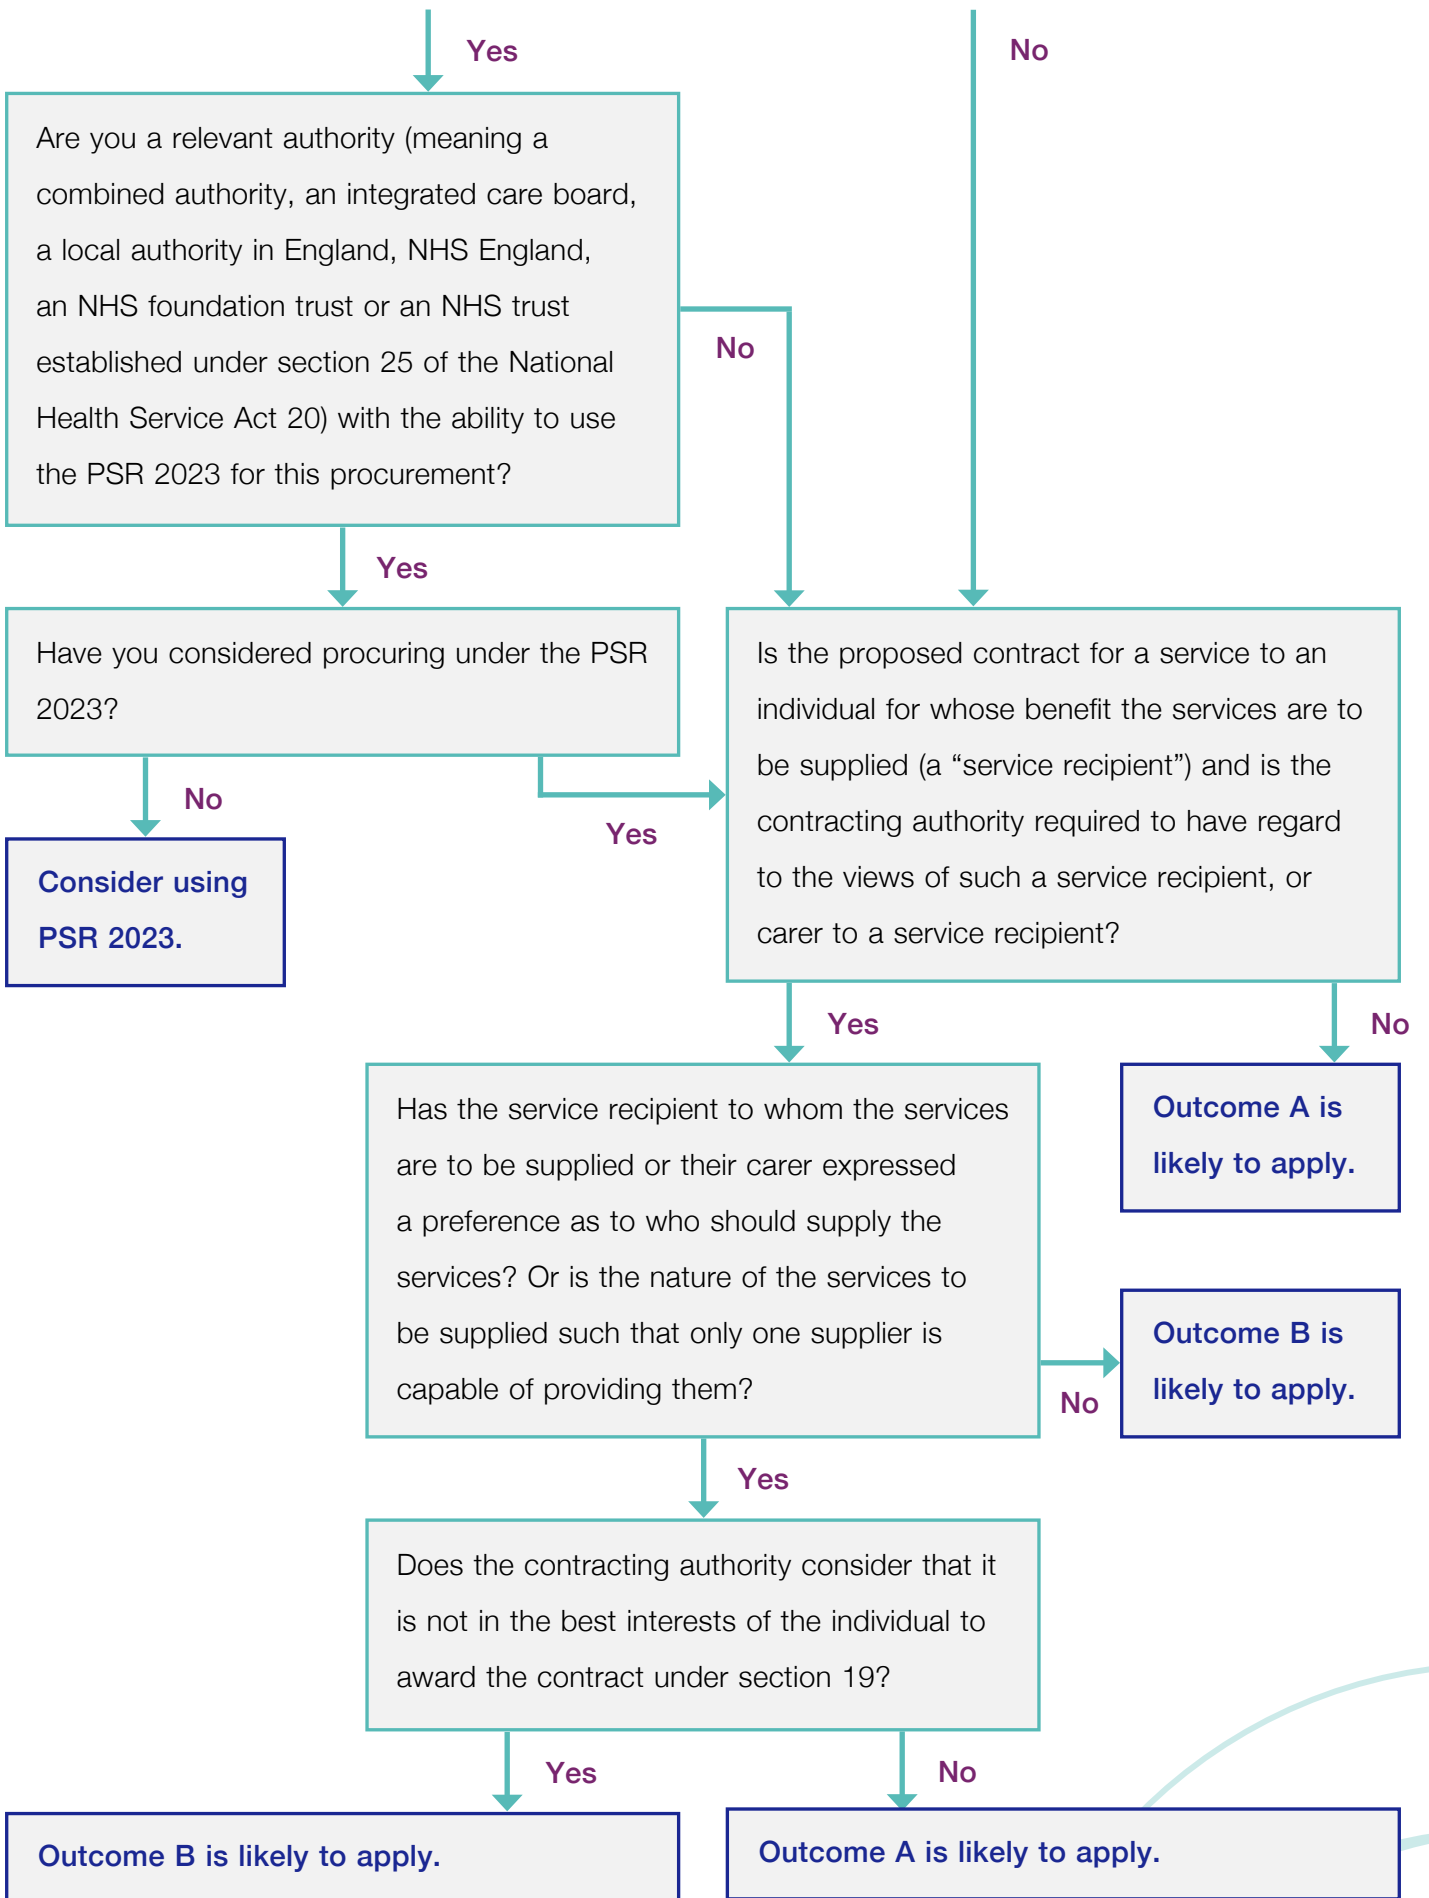 Yes
No
Are you a relevant authority (meaning a
combined authority, an integrated care board,
a local authority in England, NHS England,
an NHS foundation trust or an NHS trust
established under section 25 of the National
Health Service Act 20) with the ability to use
the PSR 2023 for this procurement?
No
Yes
Have you considered procuring under the PSR
2023?
No
Yes
Consider using
PSR 2023.
Is the proposed contract for a service to an
individual for whose benefit the services are to
be supplied (a “service recipient”) and is the
contracting authority required to have regard
to the views of such a service recipient, or
carer to a service recipient?
Yes
No
Outcome A is
likely to apply.
Has the service recipient to whom the services
are to be supplied or their carer expressed
a preference as to who should supply the
services? Or is the nature of the services to
be supplied such that only one supplier is
capable of providing them?
No
Outcome B is
likely to apply.
Yes
Does the contracting authority consider that it
is not in the best interests of the individual to
award the contract under section 19?
Yes
No
Outcome B is likely to apply.
Outcome A is likely to apply.